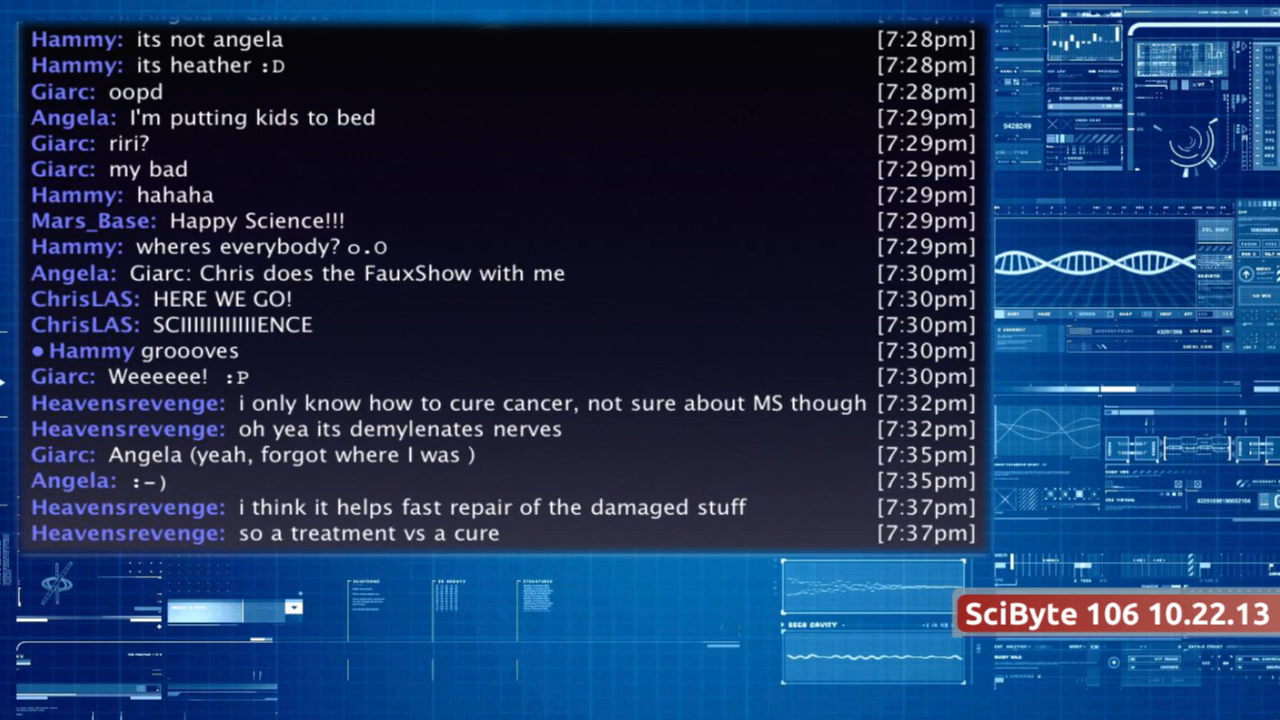 Hammy: its not angela [7:28pm]
Hammy: its heather :D [7:28pm]
Giarc: oopd [7:28pm]
Angela: I'm putting kids to bed [7:29pm]
Giarc: riri? [7:29pm]
Giarc: my bad [7:29pm]
Hammy: hahaha [7:29pm]
Mars_Base: Happy Science!!! [7:29pm]
Hammy: wheres everybody? o.O [7:29pm]
Angela: Giarc: Chris does the FauxShow with me [7:30pm]
ChrisLAS: HERE WE GO! [7:30pm]
ChrisLAS: SCIIIIIIIIIIIENCE [7:30pm]
●Hammy groooves [7:30pm]
Giarc: Weeeeee! :P [7:30pm]
Heavensrevenge: i only know how to cure cancer, not sure about MS though [7:32pm]
Heavensrevenge: oh yea its demylenates nerves [7:32pm]
Giarc: Angela (yeah, forgot where I was ) [7:35pm]
Angela: :-) [7:35pm]
Heavensrevenge: i think it helps fast repair of the damaged stuff [7:37pm]
Heavensrevenge: so a treatment vs a cure [7:37pm]
9428249
SciByte 106 10.22.13